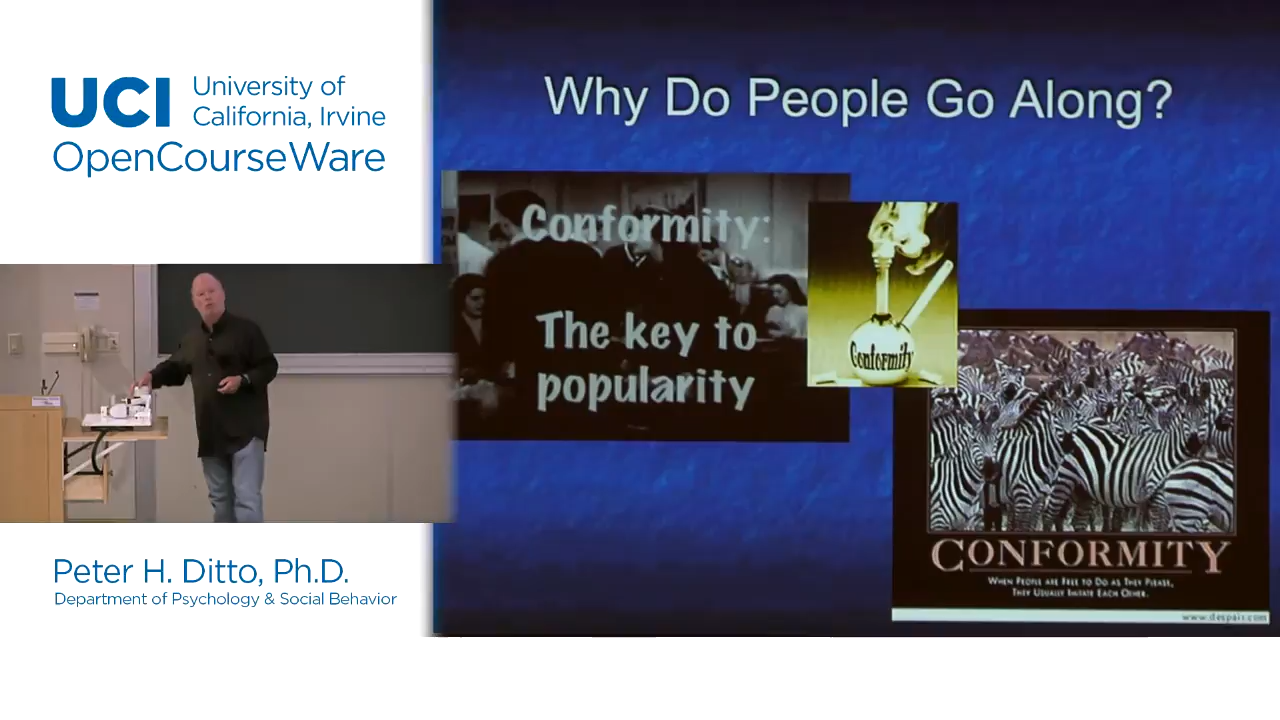 UCI University of
California, Irvine
OpenCourseWare
Why Do People Go Along?
Conformity:
The key to
popularity
Conformity
CONFORMITY
WHEN PEOPLE ARE FREE TO DO AS THEY PLEASE,
THEY USUALLY IMITATE EACH OTHER.
www.despair.com
Peter H. Ditto, Ph.D.
Department of Psychology & Social Behavior